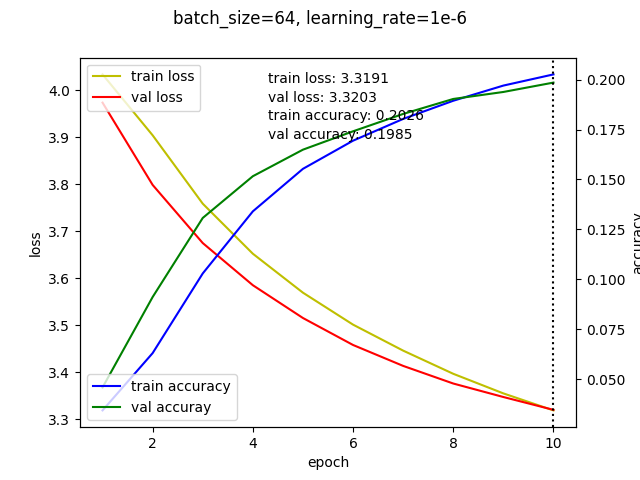 batch_size=64, learning_rate=1e-6
train loss
val loss
train loss: 3.3191
val loss: 3.3203
train accuracy: 0.2026
val accuracy: 0.1985
4.0
3.9
3.8
3.7
3.6
3.5
3.4
3.3
loss
0.200
0.175
0.150
0.125
0.100
0.075
0.050
accuracy
train accuracy
val accuray
2
4
6
8
10
epoch